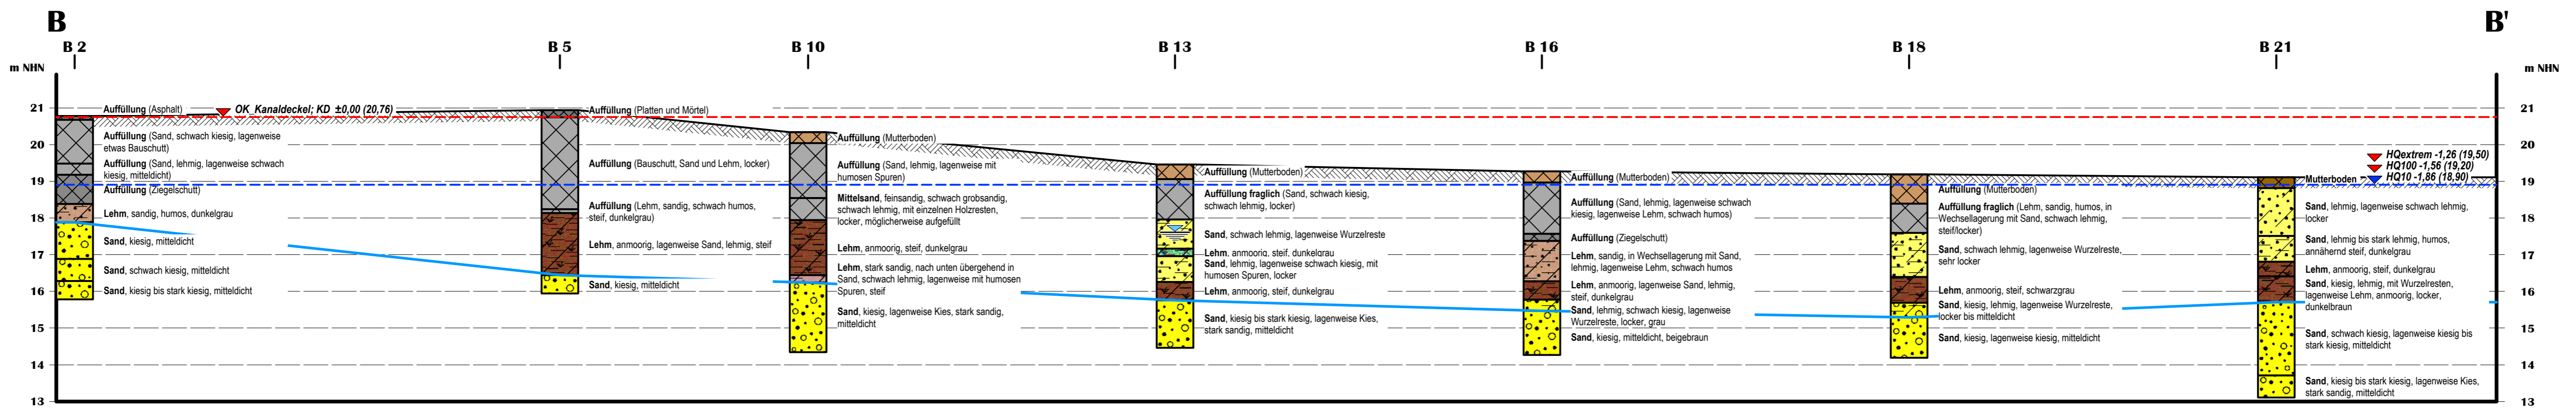 B
B'
B 2
B 5
B 10
B 13
B 16
B 18
B 21
m NHN
m NHN
21
20
19
18
17
16
15
14
13
Auffüllung (Asphalt)
OK_Kanaldeckel; KD ±0,00 (20,76)
Auffüllung (Sand, schwach kiesig, lagenweise
etwas Bauschutt)
Auffüllung (Sand, lehmig, lagenweise schwach
kiesig, mitteldicht)
Auffüllung (Ziegelschutt)
Lehm, sandig, humos, dunkelgrau
Sand, kiesig, mitteldicht
Sand, schwach kiesig, mitteldicht
Sand, kiesig bis stark kiesig, mitteldicht
Auffüllung (Platten und Mörtel)
Auffüllung (Bauschutt, Sand und Lehm, locker)
Auffüllung (Lehm, sandig, schwach humos,
steif, dunkelgrau)
Lehm, anmoorig, lagenweise Sand, lehmig, steif
Sand, kiesig, mitteldicht
Auffüllung (Mutterboden)
Auffüllung (Sand, lehmig, lagenweise mit
humosen Spuren)
Mittelsand, feinsandig, schwach grobsandig,
schwach lehmig, mit einzelnen Holzresten,
locker, möglicherweise aufgefüllt
Lehm, anmoorig, steif, dunkelgrau
Lehm, stark sandig, nach unten übergehend in
Sand, schwach lehmig, lagenweise mit humosen
Spuren, steif
Sand, kiesig, lagenweise Kies, stark sandig,
mitteldicht
Auffüllung (Mutterboden)
Auffüllung fraglich (Sand, schwach kiesig,
schwach lehmig, locker)
Sand, schwach lehmig, lagenweise Wurzelreste
Lehm, anmoorig, steif, dunkelgrau
Sand, lehmig, lagenweise schwach kiesig, mit
humosen Spuren, locker
Lehm, anmoorig, steif, dunkelgrau
Sand, kiesig bis stark kiesig, lagenweise Kies,
stark sandig, mitteldicht
Auffüllung (Mutterboden)
Auffüllung (Sand, lehmig, lagenweise schwach
kiesig, lagenweise Lehm, schwach humos)
Auffüllung (Ziegelschutt)
Lehm, sandig, in Wechsellagerung mit Sand,
lehmig, lagenweise Lehm, schwach humos
Lehm, anmoorig, lagenweise Sand, lehmig,
steif, dunkelgrau
Sand, lehmig, schwach kiesig, lagenweise
Wurzelreste, locker, grau
Sand, kiesig, mitteldicht, beigebraun
Auffüllung (Mutterboden)
Auffüllung fraglich (Lehm, sandig, humos, in
Wechsellagerung mit Sand, schwach lehmig,
steif/locker)
Sand, schwach lehmig, lagenweise Wurzelreste,
sehr locker
Lehm, anmoorig, steif, schwarzgrau
Sand, kiesig, lehmig, lagenweise Wurzelreste,
locker bis mitteldicht
Sand, kiesig, lagenweise kiesig, mitteldicht
HQextrem -1,26 (19,50)
HQ100 -1.56 (19,20)
HQ10 -1,86 (18,90)
Mutterboden
Sand, lehmig, lagenweise schwach lehmig,
locker
Sand, lehmig bis stark lehmig, humos,
annähernd steif, dunkelgrau
Lehm, anmoorig, steif, dunkelgrau
Sand, kiesig, lehmig, mit Wurzelresten,
lagenweise Lehm, anmoorig, locker,
dunkelbraun
Sand, schwach kiesig, lagenweise kiesig bis
stark kiesig, mitteldicht
Sand, kiesig bis stark kiesig, lagenweise Kies,
stark sandig, mitteldicht
21
20
19
18
17
16
15
14
13